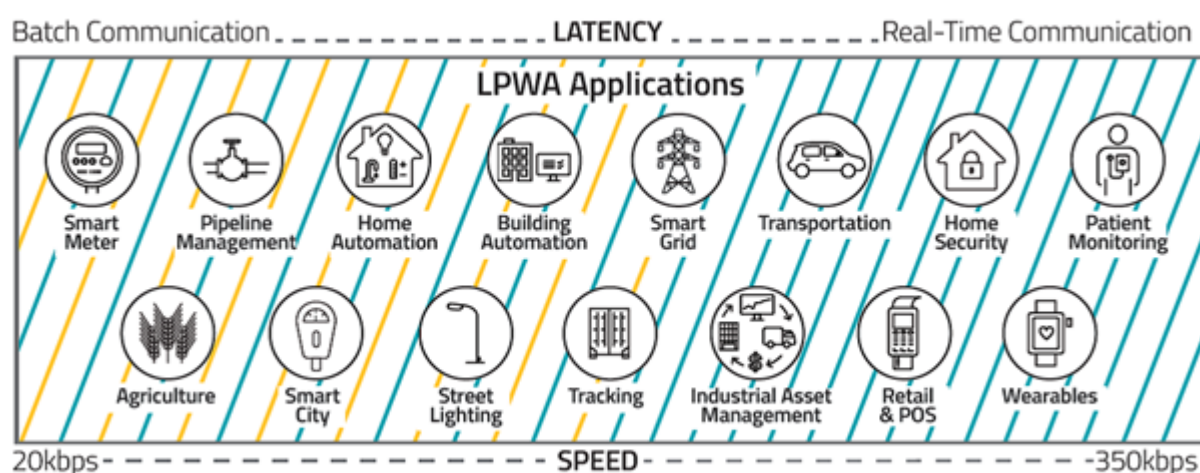 Batch Communication LATENCY Real-Time Communication
LPWA Applications
Smart
Meter
Pipeline
Management
Home
Automation
Building
Automation
Smart
Grid
Transportation
Home
Security
Patient
Monitoring
Agriculture
Smart
City
Street
Lighting
Tracking
Industrial Asset
Management
Retail
& POS
Wearables
20kbps SPEED 350kbps